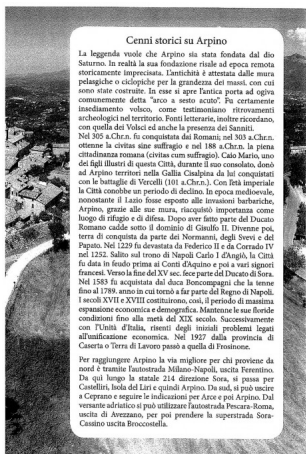 Cenni storici su Arpino
La leggenda vuole che Arpino sia stata fondata dal dio
Saturno. In realtà la sua fondazione risale ad epoca remota
storicamente imprecisata. L'antichità è attestata dalle mura
pelasgiche o ciclopiche per la grandezza dei massi, con cui
sono state costruite. In esse si apre l'antica porta ad ogiva
comunemente detta "arco a sesto acuto". Fu certamente
insediamento volsco, come testimoniano ritrovamenti
archeologici nel territorio. Fonti letterarie, inoltre ricordano,
con quella dei Volsci ed anche la presenza dei Sanniti.
Nel 305 a.Chr.n. fu conquistata dai Romani; nel 303 a.Chr.n.
ottenne la civitas sine suffragio e nel 188 a.Chr.n. la piena
cittadinanza romana (civitas cum suffragio). Caio Mario, uno
dei figli illustri di questa Città, durante il suo consolato, donò
ad Arpino territori nella Gallia Cisalpina da lui conquistati
con le battaglie di Vercelli (101 a.Chr.n.). Con l'età imperiale
la Città conobbe un periodo di declino. In epoca medioevale,
nonostante il Lazio fosse esposto alle invasioni barbariche,
Arpino, grazie alle sue mura, riacquistò importanza come
luogo di rifugio e di difesa. Dopo aver fatto parte del Ducato
Romano cadde sotto il dominio di Gisulfo II. Divenne poi,
terra di conquista da parte dei Normanni, degli Svevi e del
Papato. Nel 1229 fu devastata da Federico II e da Corrado IV
nel 1252. Salito sul trono di Napoli Carlo I d'Angiò, la Città
fu data in feudo prima ai Conti d'Aquino e poi a vari signori
francesi. Verso la fine del XV sec. fece parte del Ducato di Sora.
Nel 1583 fu acquistata dal duca Boncompagni che la tenne
fino al 1789. anno in cui tornò a far parte del Regno di Napoli.
I secoli XVII e XVIII costituirono, così, il periodo di massima
espansione economica e demografica. Mantenne le sue floride
condizioni fino alla metà del XIX secolo. Successivamente
con l'Unità d'Italia, risentì degli iniziali problemi legati
all'unificazione economica. Nel 1927 dalla provincia di
Caserta o Terra di Lavoro passò a quella di Frosinone.
Per raggiungere Arpino la via migliore per chi proviene da
nord è tramite l'autostrada Milano-Napoli, uscita Ferentino.
Da qui lungo la statale 214 direzione Sora, si passa per
Castelliri, Isola del Liri e quindi Arpino. Da sud, si può uscire
a Ceprano e seguire le indicazioni per Arce e poi Arpino. Dal
versante adriatico si può utilizzare l'autostrada Pescara-Roma,
uscita di Avezzano, per poi prendere la superstrada Sora-
Cassino uscita Broccostella.